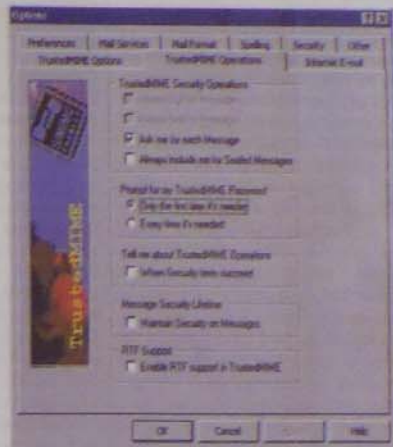 Options
Preferences Mail Services Mail Format Spelling Security Other
TrustedMIME Options TrustedMIME Operations Internet E-mail
TrustedMIME
TrustedMIME Security Operations
Ask me for each Message
Always include me for Sealed Messages
Prompt for my TrustedMIME Password
Only the first time it's needed
Every time it's needed
Tell me about TrustedMIME Operations
When Security items succeed
Message Security Lifetime
Maintain Security on Messages
RTF Support
Enable RTF support in TrustedMIME
OK Cancel Help